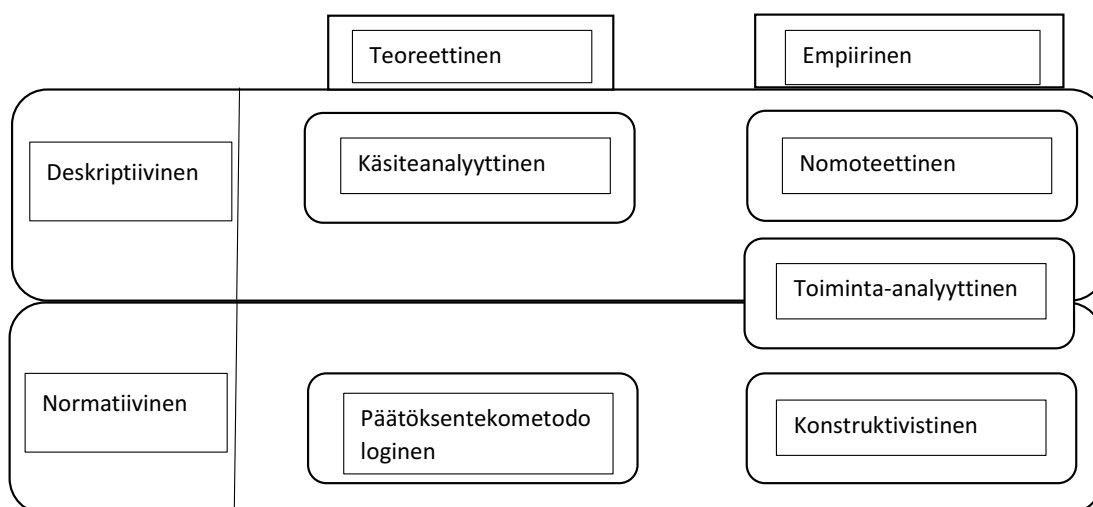 Teoreettinen
Empiirinen
Deskriptiivinen
Käsiteanalyyttinen
Nomoteettinen
Toiminta-analyyttinen
Normatiivinen
Päätöksentekometodo
loginen
Konstruktivistinen